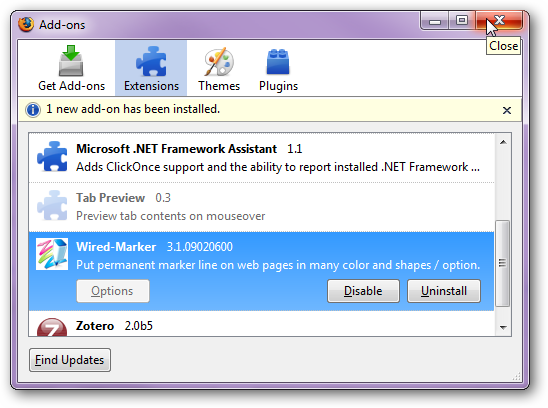 Add-ons
Close
Get Add-ons
Extensions
Themes
Plugins
1 new add-on has been installed.
Microsoft .NET Framework Assistant 1.1
Adds ClickOnce support and the ability to report installed .NET Framework ...
Tab Preview 0.3
Preview tab contents on mouseover
Wired-Marker 3.1.09020600
Put permanent marker line on web pages in many color and shapes / option.
Options
Disable
Uninstall
Z
Zotero 2.0b5
Find Updates